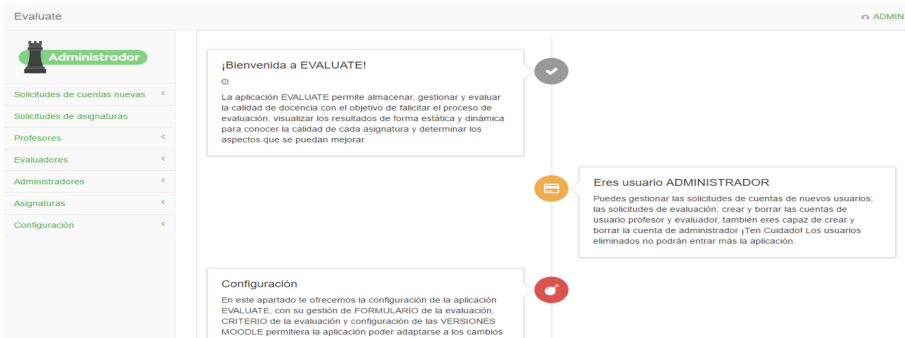 Evaluate
ADMIN
Administrador
Solicitudes de cuentas nuevas
Solicitudes de asignaturas
Profesores
Evaluadores
Administradores
Asignaturas
Configuración
¡Bienvenida a EVALUATE!
La aplicación EVALUATE permite almacenar, gestionar y evaluar
la calidad de docencia con el objetivo de falicitar el proceso de
evaluación, visualizar los resultados de forma estática y dinámica
para conocer la calidad de cada asignatura y determinar los
aspectos que se puedan mejorar.
Eres usuario ADMINISTRADOR
Puedes gestionar las solicitudes de cuentas de nuevos usuarios;
las solicitudes de evaluación; crear y borrar las cuentas de
usuario profesor y evaluador, también eres capaz de crear y
borrar la cuenta de administrador ¡Ten Cuidado! Los usuarios
eliminados no podrán entrar más la aplicación.
Configuración
En este apartado te ofrecemos la configuración de la aplicación
EVALUATE, con su gestión de FORMULARIO de la evaluación,
CRITERIO de la evaluación y configuración de las VERSIONES
MOODLE permitiera la aplicación poder adaptarse a los cambios